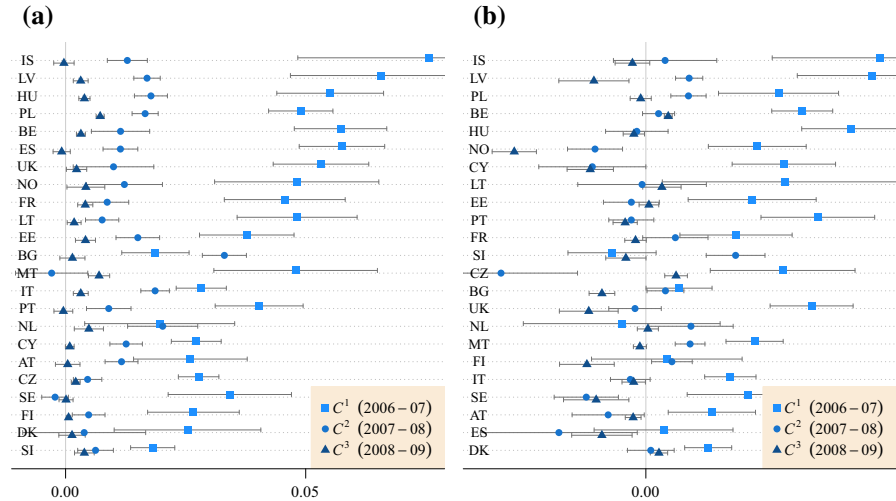 (a)
IS
LV
HU
PL
BE
ES
UK
NO
FR
LT
EE
BG
MT
IT
PT
NL
CY
AT
CZ
SE
FI
DK
SI
C¹ (2006–07)
C² (2007–08)
C³ (2008–09)
0.00 0.05
(b)
IS
LV
PL
BE
HU
NO
CY
LT
EE
PT
FR
SI
CZ
BG
UK
NL
MT
FI
IT
SE
AT
ES
DK
C¹ (2006–07)
C² (2007–08)
C³ (2008–09)
0.00